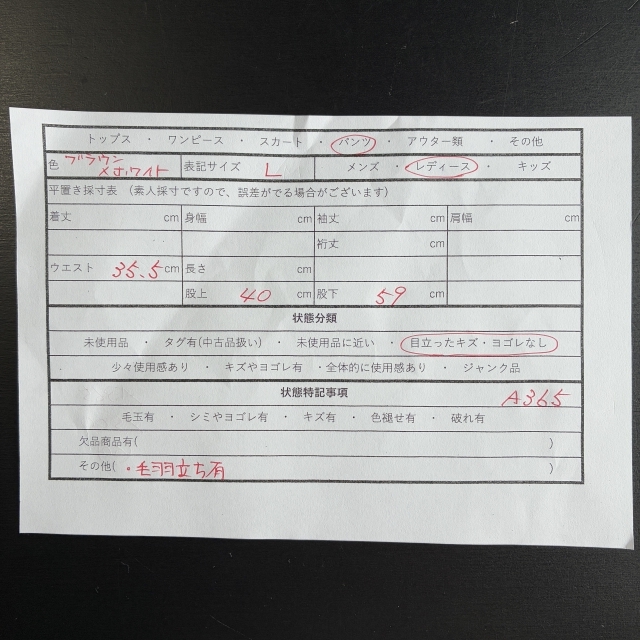 トップス ・ ワンピース ・ スカート ・ パンツ ・ アウター類 ・ その他
色 ブラウン 表記サイズ L メンズ ・ レディース ・ キッズ
×ホワイト
平置き採寸表 （素人採寸ですので、誤差がでる場合がございます）
着丈 cm 身幅 cm 袖丈 cm 肩幅 cm
裄丈 cm
ウエスト 35.5 cm 長さ cm
股上 40 cm 股下 59 cm
状態分類
未使用品 ・ タグ有(中古品扱い) ・ 未使用品に近い ・ 目立ったキズ・ヨゴレなし
少々使用感あり ・ キズやヨゴレ有 ・全体的に使用感あり ・ ジャンク品
状態特記事項 A365
毛玉有 ・ シミやヨゴレ有 ・ キズ有 ・ 色褪せ有 ・ 破れ有
欠品商品有( )
その他( ・毛羽立ち有 )